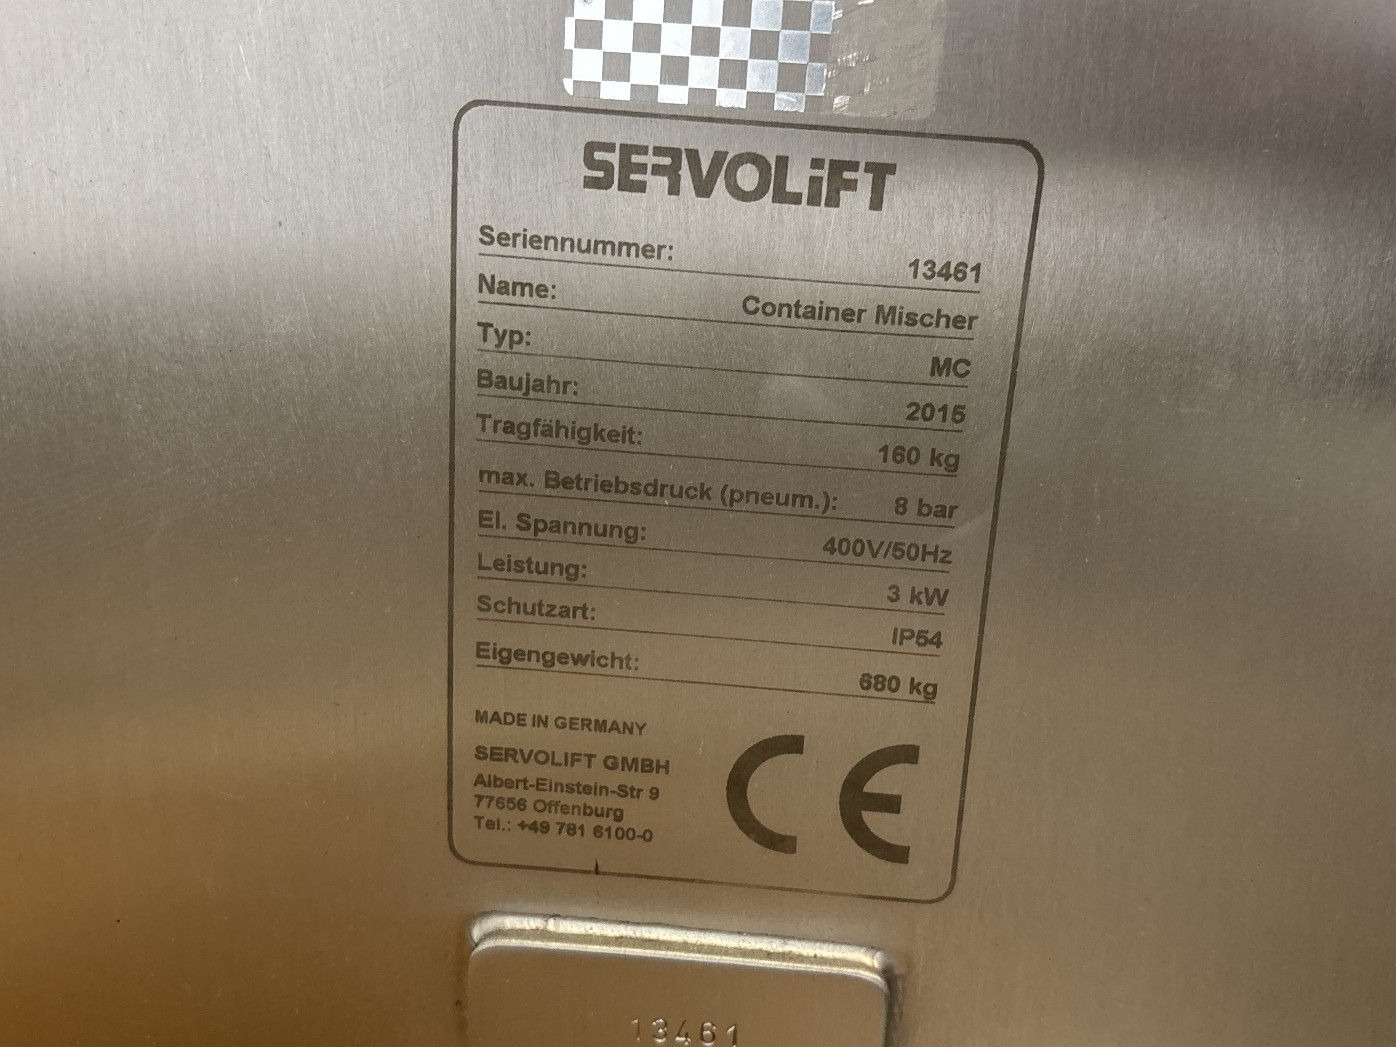 SERVOLiFT
Seriennummer: 13461
Name: Container Mischer
Typ: MC
Baujahr: 2015
Tragfähigkeit: 160 kg
max. Betriebsdruck (pneum.): 8 bar
El. Spannung: 400V/50Hz
Leistung: 3 kW
Schutzart: IP54
Eigengewicht: 680 kg
MADE IN GERMANY
SERVOLIFT GMBH
Albert-Einstein-Str 9
77656 Offenburg
Tel.: +49 781 6100-0
CE
13461